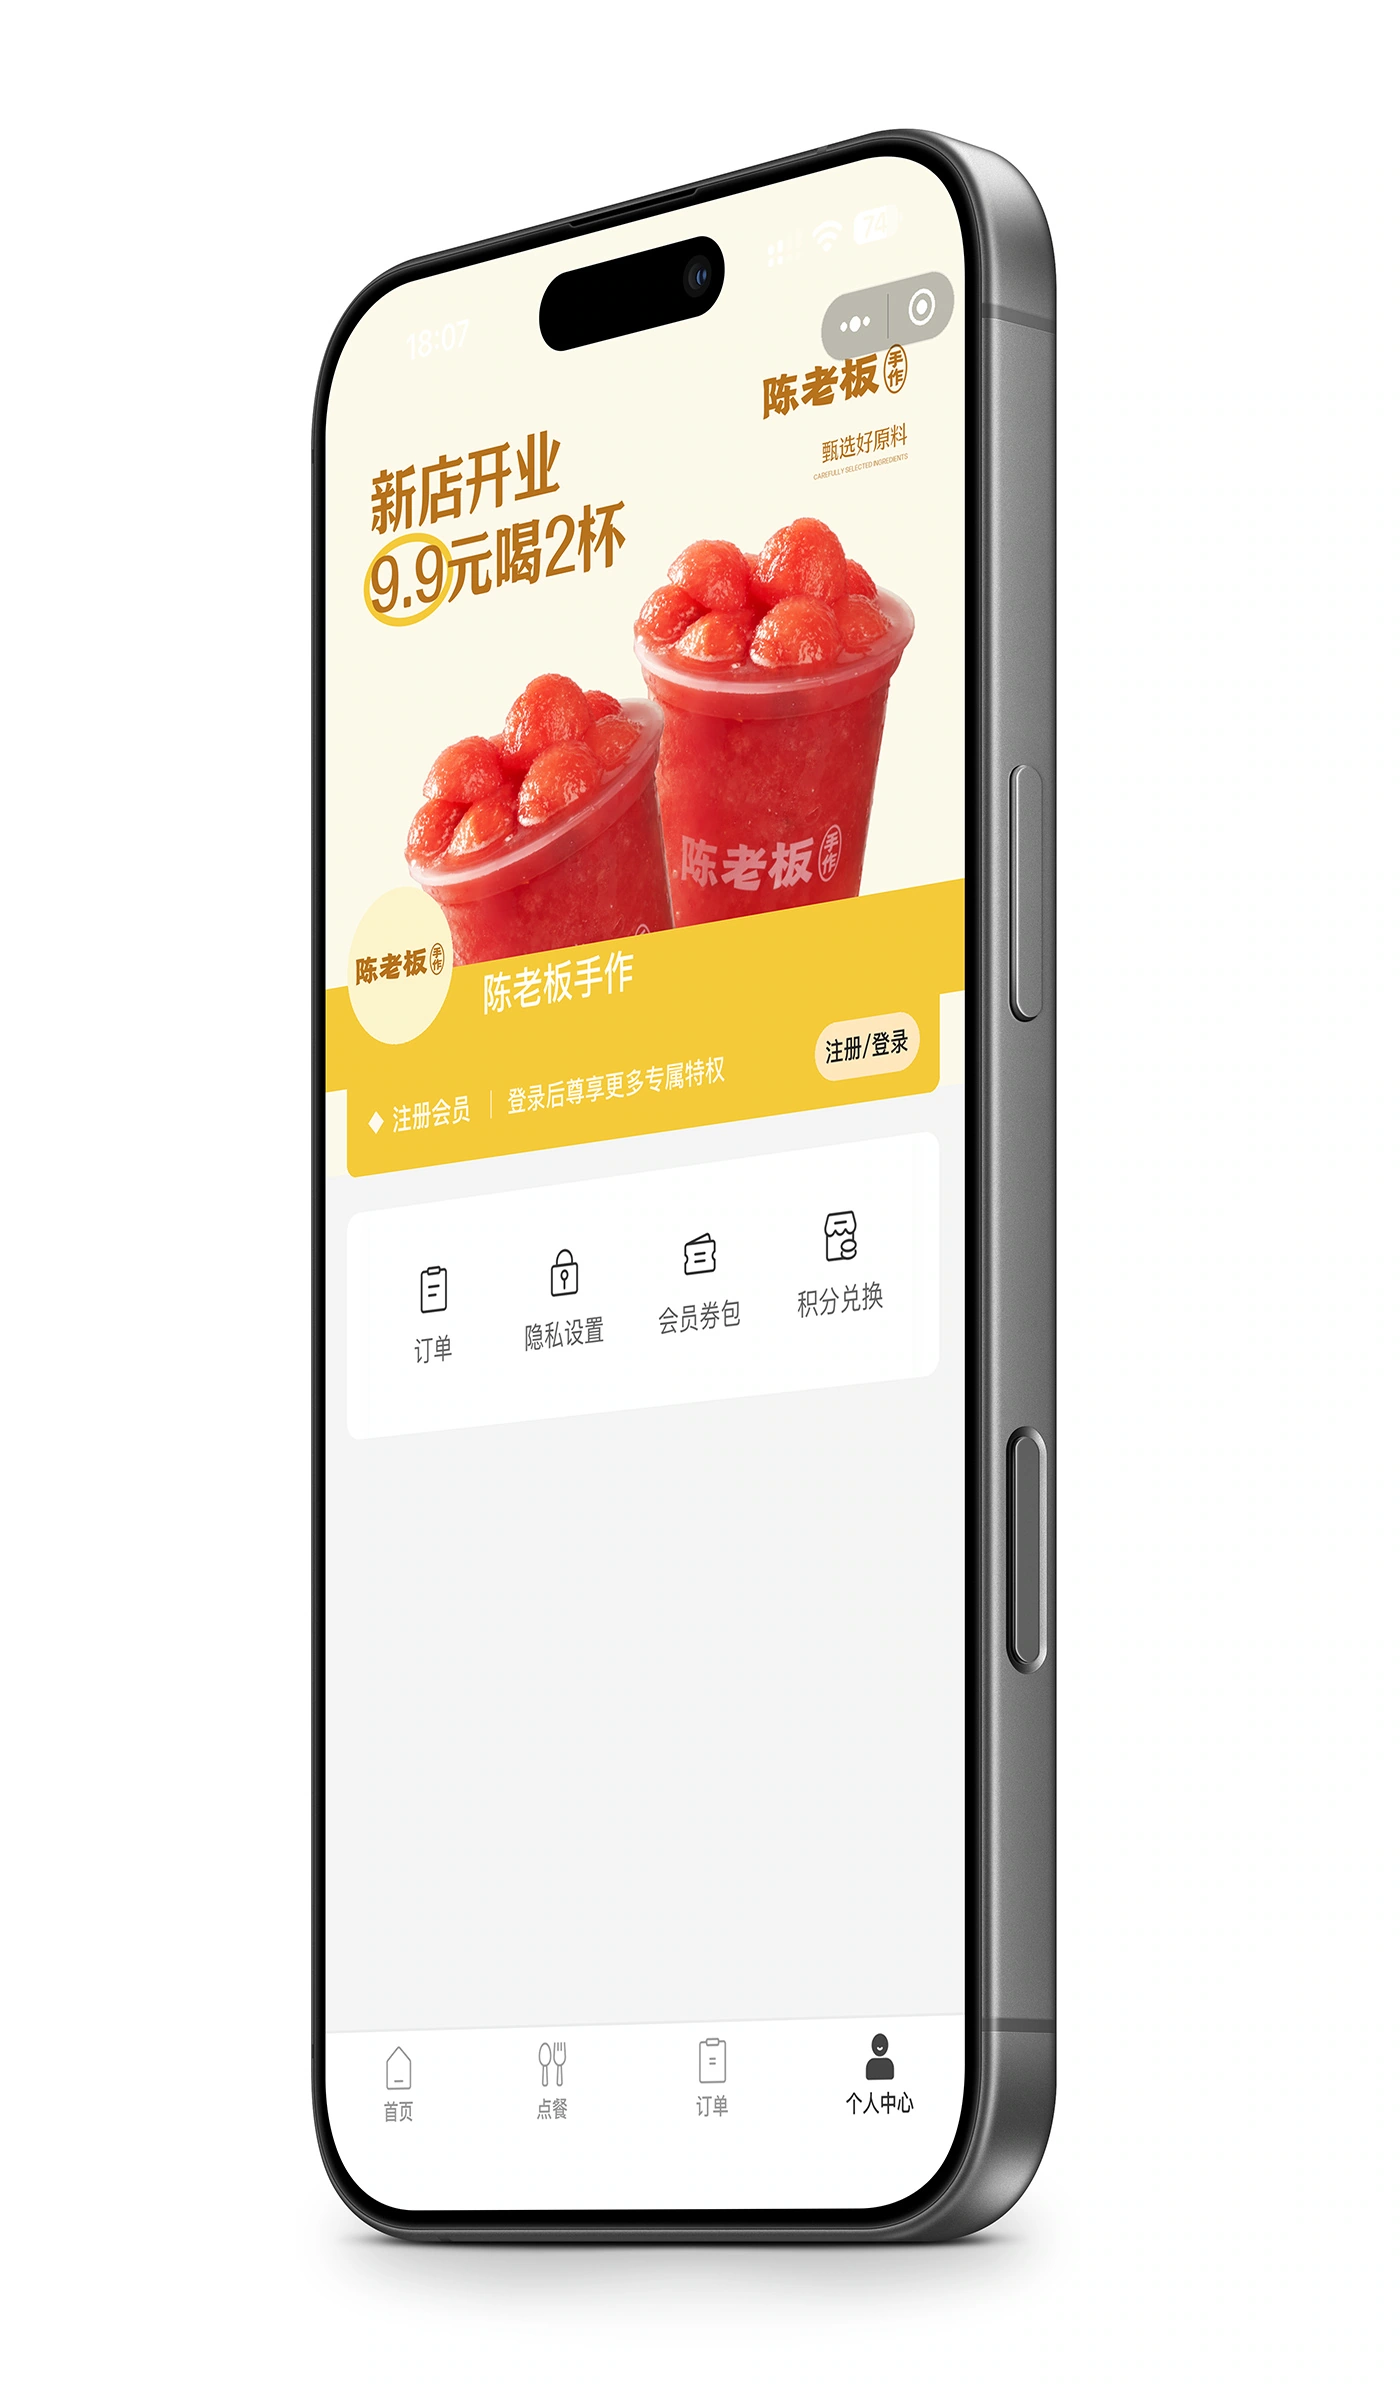 18:07
74
陈老板手作
甄选好原料
CAREFULLY SELECTED INGREDIENTS
新店开业
9.9元喝2杯
陈老板手作
陈老板手作
陈老板手作
注册/登录
注册会员 | 登录后尊享更多专属特权
订单
隐私设置
会员券包
积分兑换
首页
点餐
订单
个人中心